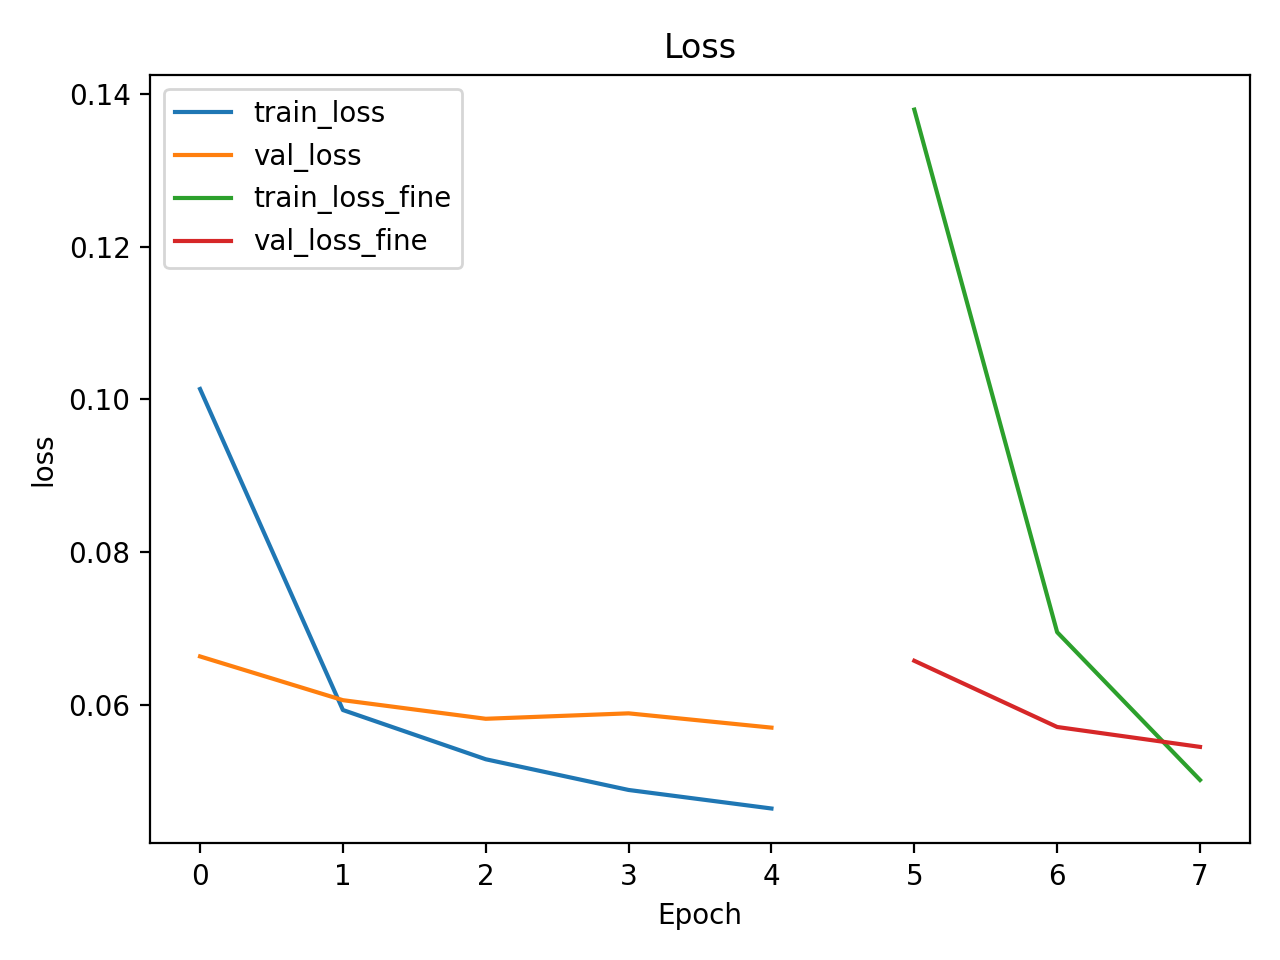 Loss
0.14
0.12
0.10
0.08
0.06
loss
train_loss
val_loss
train_loss_fine
val_loss_fine
0 1 2 3 4 5 6 7
Epoch